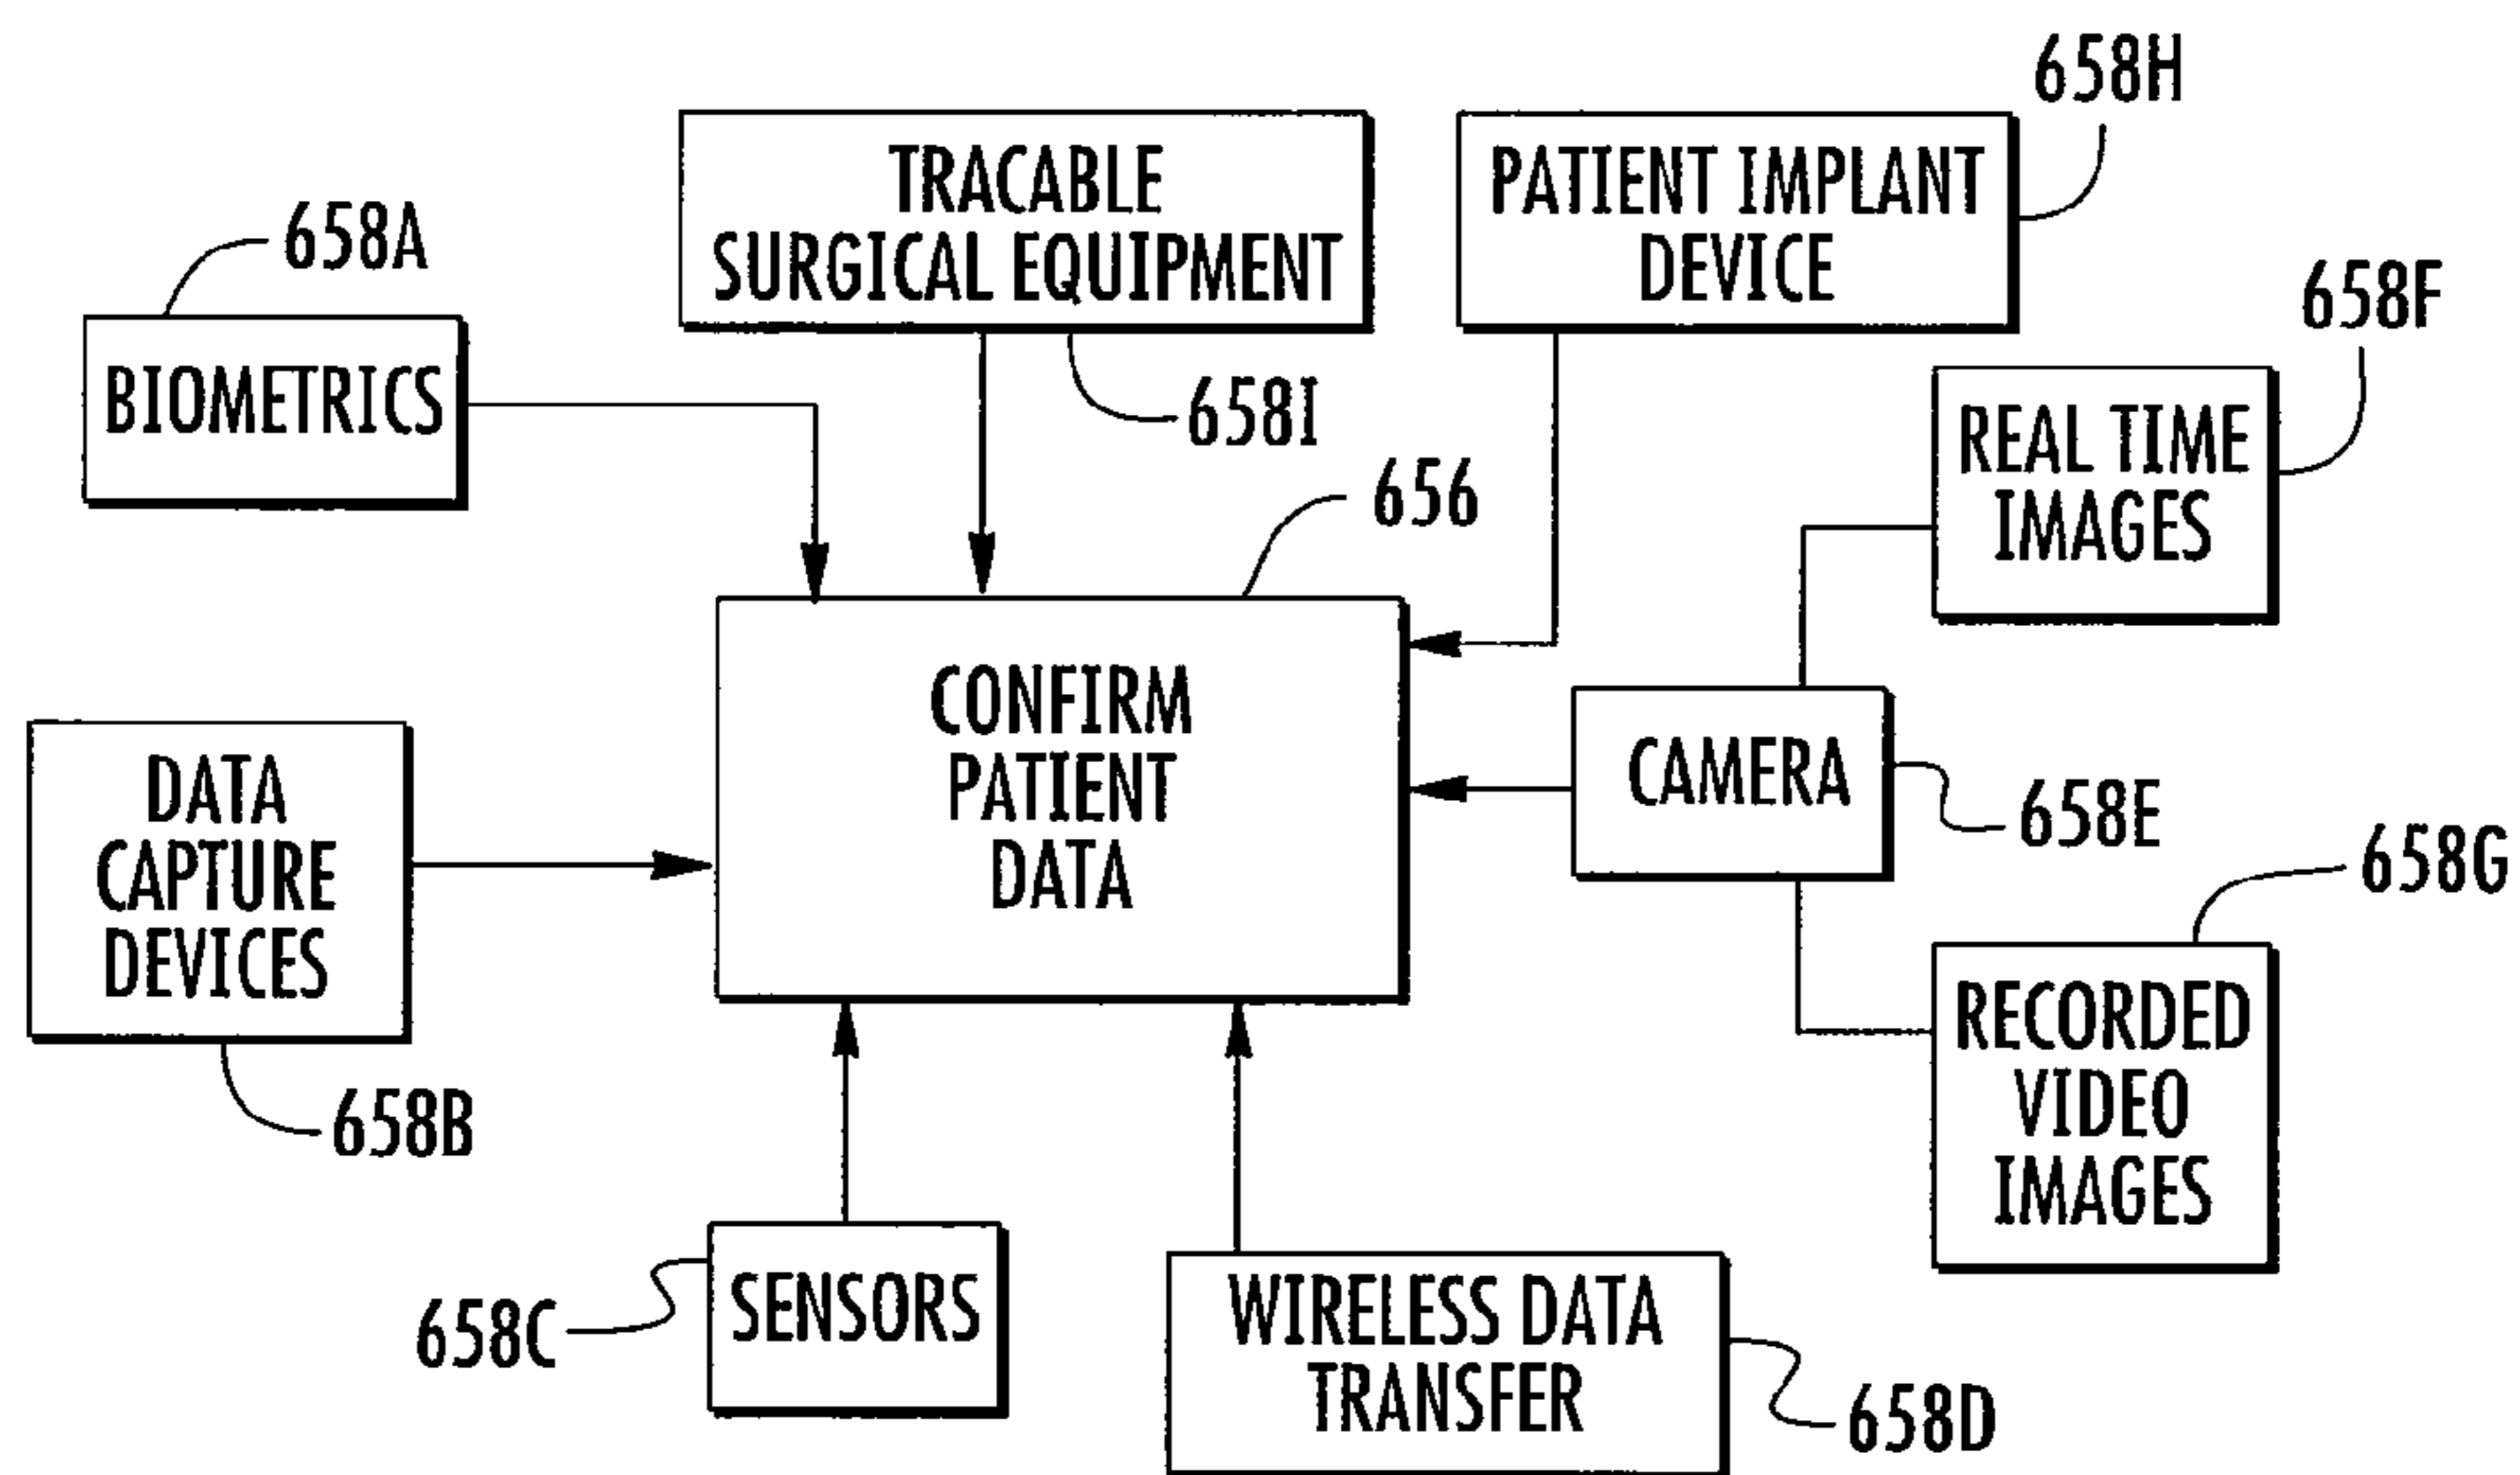 658H
TRACABLE
SURGICAL EQUIPMENT
PATIENT IMPLANT
DEVICE
658A
658F
BIOMETRICS
658I
REAL TIME
IMAGES
656
CONFIRM
PATIENT
DATA
CAMERA
658E
DATA
CAPTURE
DEVICES
658G
658B
RECORDED
VIDEO
IMAGES
SENSORS
658C
WIRELESS DATA
TRANSFER
658D